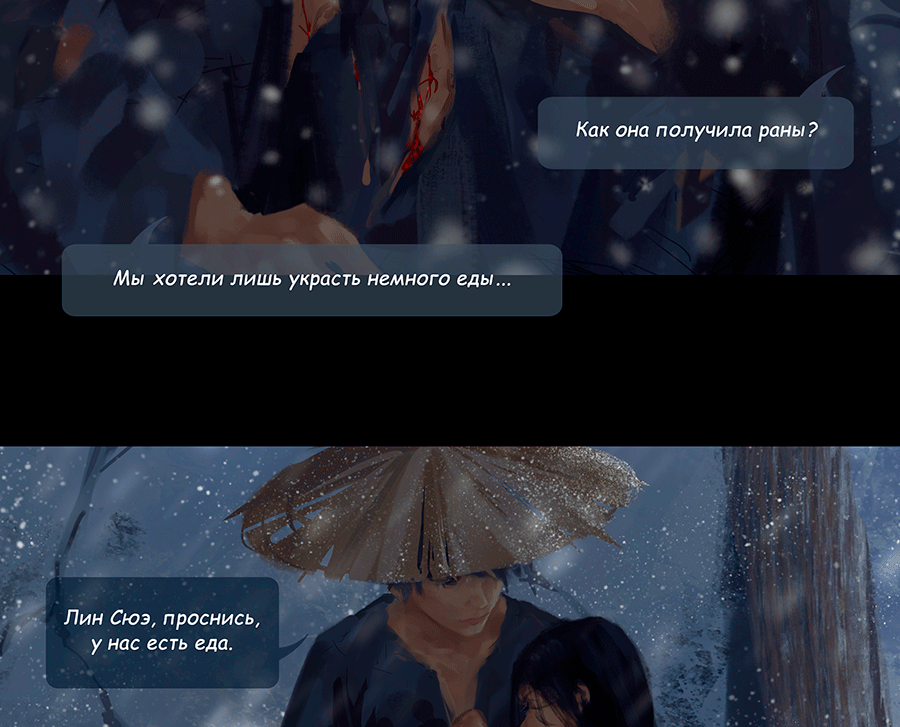 Как она получила раны?
Мы хотели лишь украсть немного еды...
Лин Сюэ, проснись,
у нас есть еда.